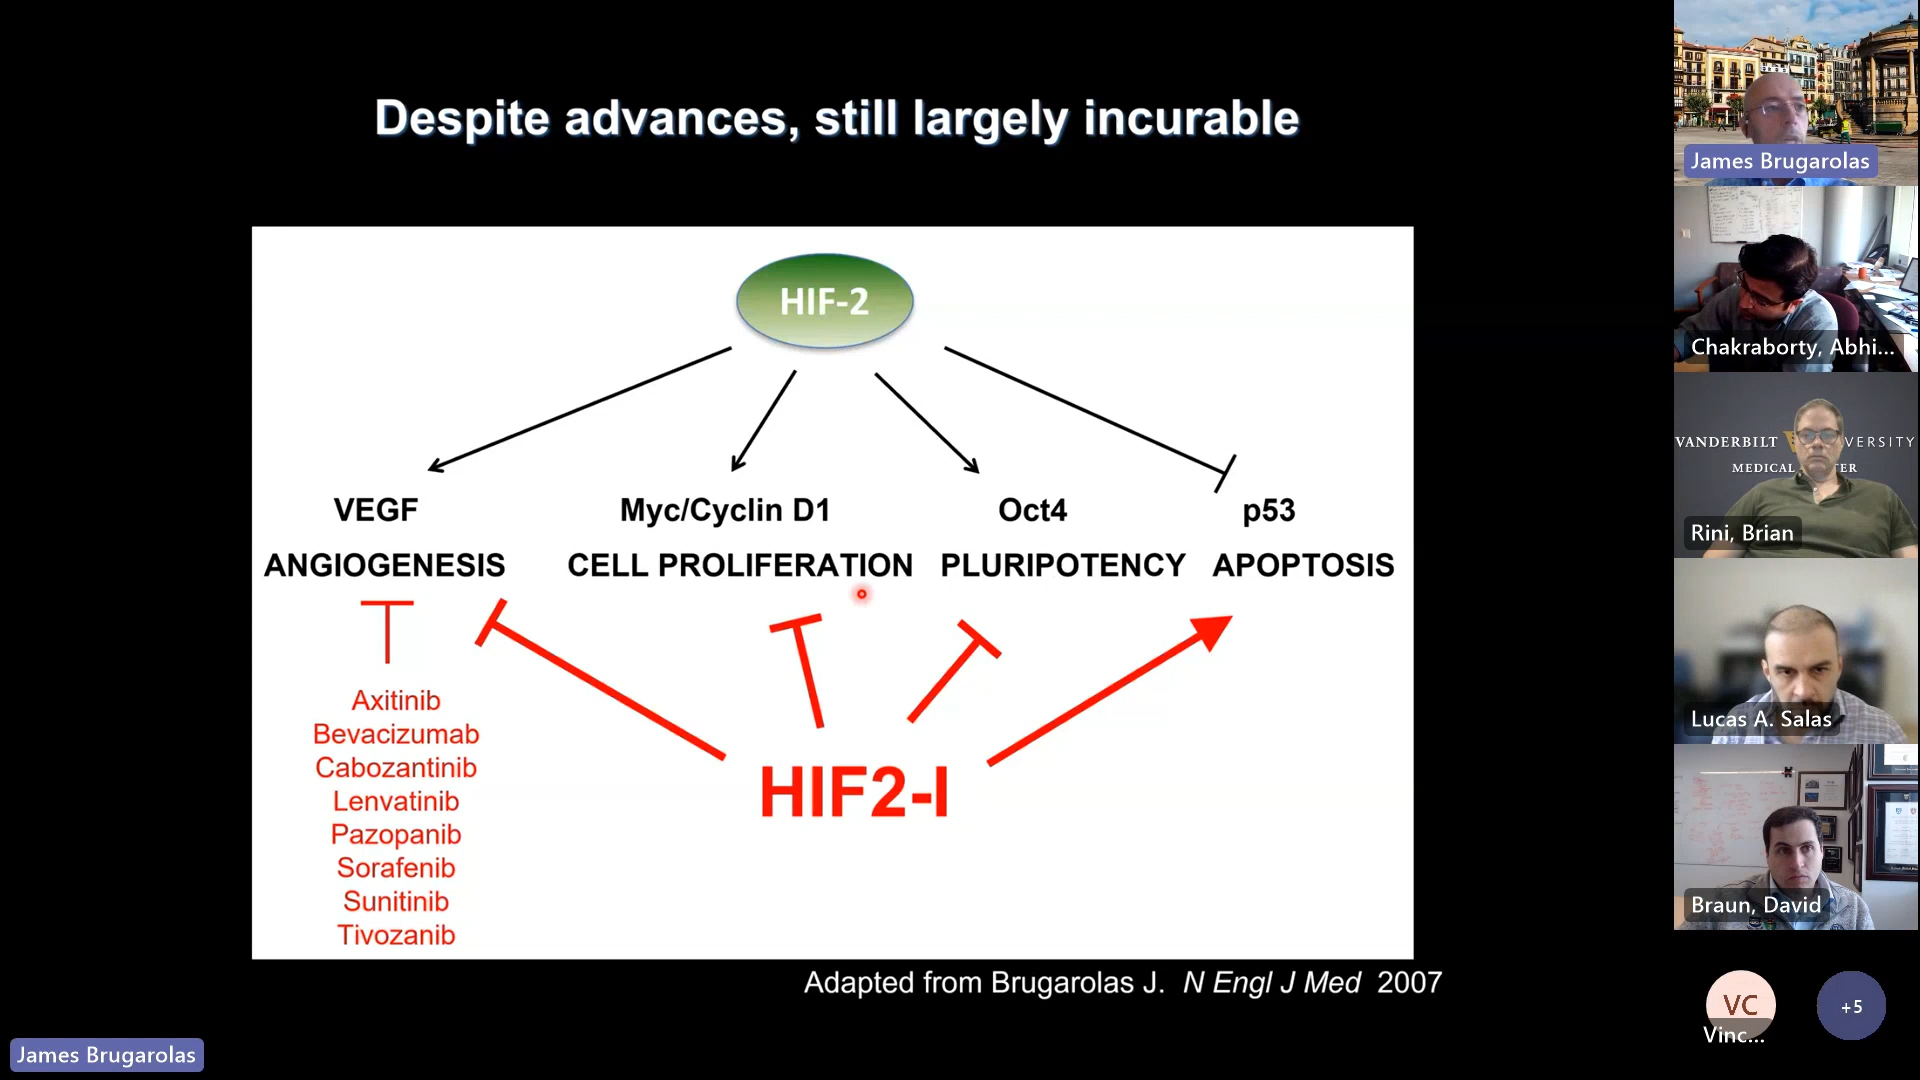 Despite advances, still largely incurable
HIF-2
VEGF
Myc/Cyclin D1
Oct4
p53
ANGIOGENESIS
CELL PROLIFERATION
PLURIPOTENCY
APOPTOSIS
Axitinib
Bevacizumab
Cabozantinib
Lenvatinib
Pazopanib
Sorafenib
Sunitinib
Tivozanib
HIF2-I
Adapted from Brugarolas J. N Engl J Med 2007
James Brugarolas
James Brugarolas
Chakraborty, Abhi...
VANDERBILT
MEDICAL
Rini, Brian
Lucas A. Salas
Braun, David
VC
Vinc...
+5